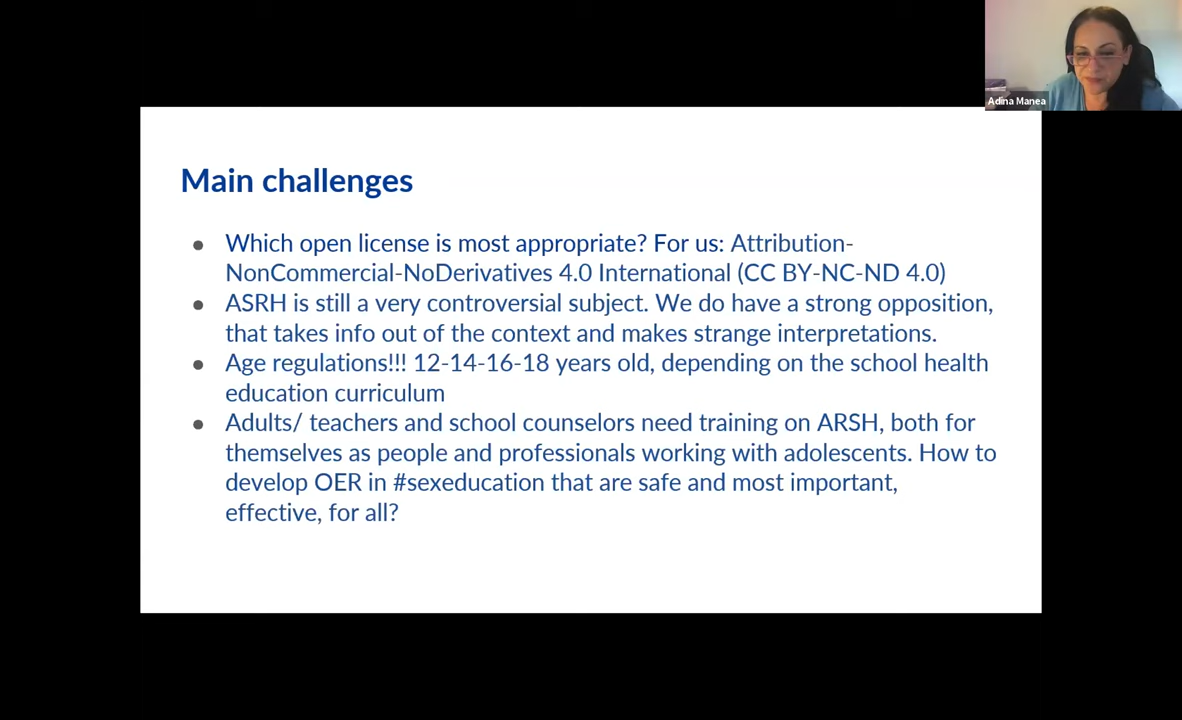 Adina Manea
Main challenges
● Which open license is most appropriate? For us: Attribution-
NonCommercial-NoDerivatives 4.0 International (CC BY-NC-ND 4.0)
● ASRH is still a very controversial subject. We do have a strong opposition,
that takes info out of the context and makes strange interpretations.
● Age regulations!!! 12-14-16-18 years old, depending on the school health
education curriculum
● Adults/ teachers and school counselors need training on ARSH, both for
themselves as people and professionals working with adolescents. How to
develop OER in #sexeducation that are safe and most important,
effective, for all?